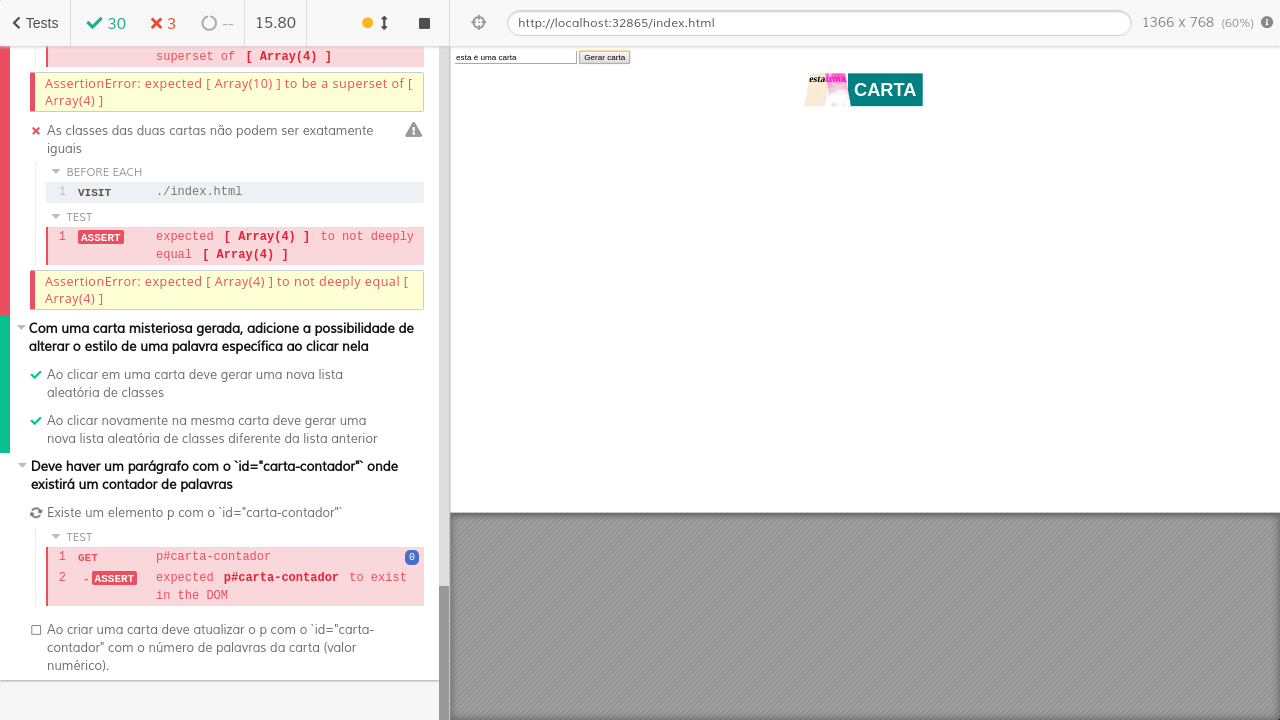 Tests
30
3
--
15.80
http://localhost:32865/index.html
1366 x 768 (60%)
superset of [ Array(4) ]
AssertionError: expected [ Array(10) ] to be a superset of [
Array(4) ]
As classes das duas cartas não podem ser exatamente
iguais
BEFORE EACH
1 VISIT ./index.html
TEST
1 ASSERT expected [ Array(4) ] to not deeply
equal [ Array(4) ]
AssertionError: expected [ Array(4) ] to not deeply equal [
Array(4) ]
Com uma carta misteriosa gerada, adicione a possibilidade de
alterar o estilo de uma palavra específica ao clicar nela
Ao clicar em uma carta deve gerar uma nova lista
aleatória de classes
Ao clicar novamente na mesma carta deve gerar uma
nova lista aleatória de classes diferente da lista anterior
Deve haver um parágrafo com o `id="carta-contador"` onde
existirá um contador de palavras
Existe um elemento p com o `id="carta-contador"`
TEST
1 GET p#carta-contador 0
2 -ASSERT expected p#carta-contador to exist
in the DOM
Ao criar uma carta deve atualizar o p com o `id="carta-
contador" com o número de palavras da carta (valor
numérico).
esta é uma carta Gerar carta
esta uma CARTA